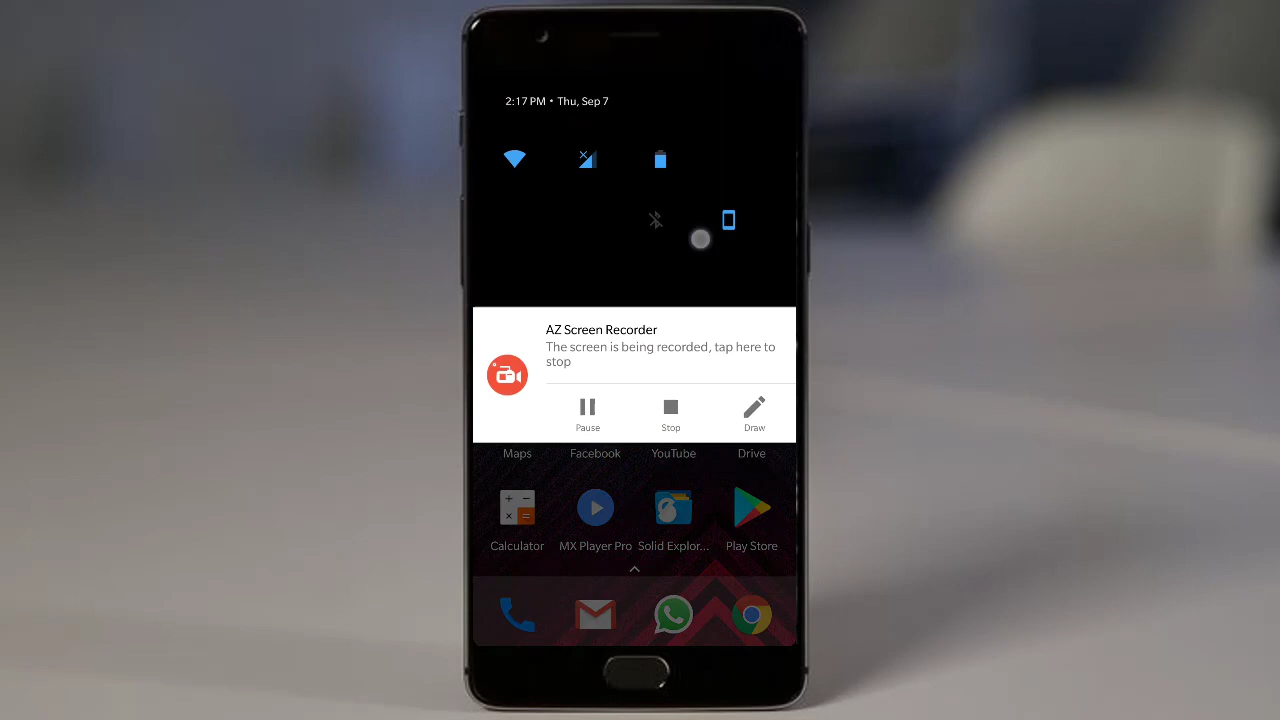 2:17 PM • Thu, Sep 7
AZ Screen Recorder
The screen is being recorded, tap here to
stop
Pause Stop Draw
Maps Facebook YouTube Drive
Calculator MX Player Pro Solid Explor... Play Store